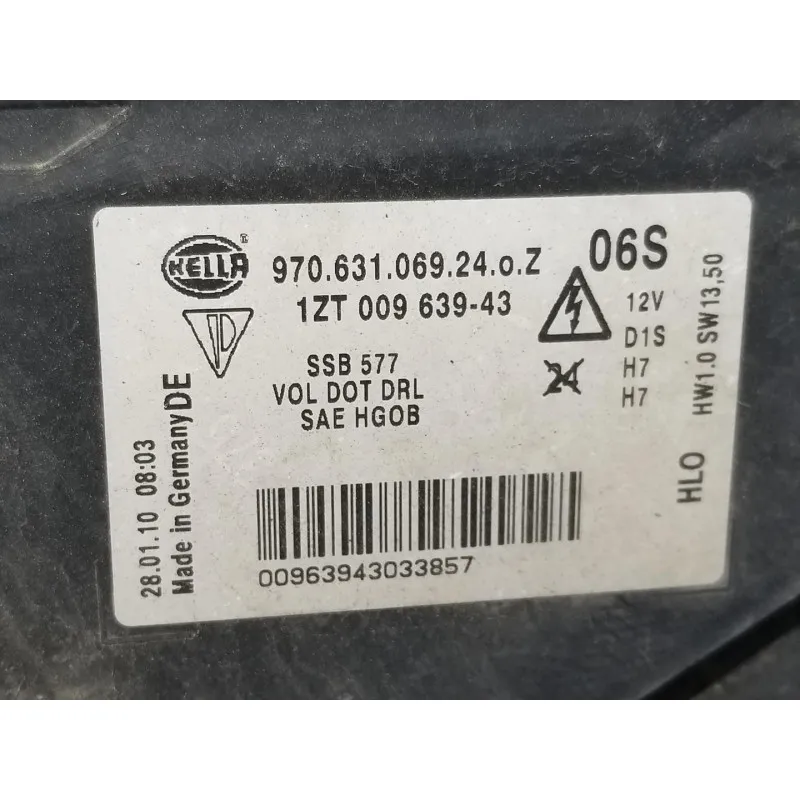 HELLA
970.631.069.24.o.Z
06S
1ZT 009 639-43
SSB 577
VOL DOT DRL
SAE HGOB
12V
D1S
24
H7
H7
HW1.0 SW13,50
HLO
28.01.10 08:03
Made in Germany DE
00963943033857